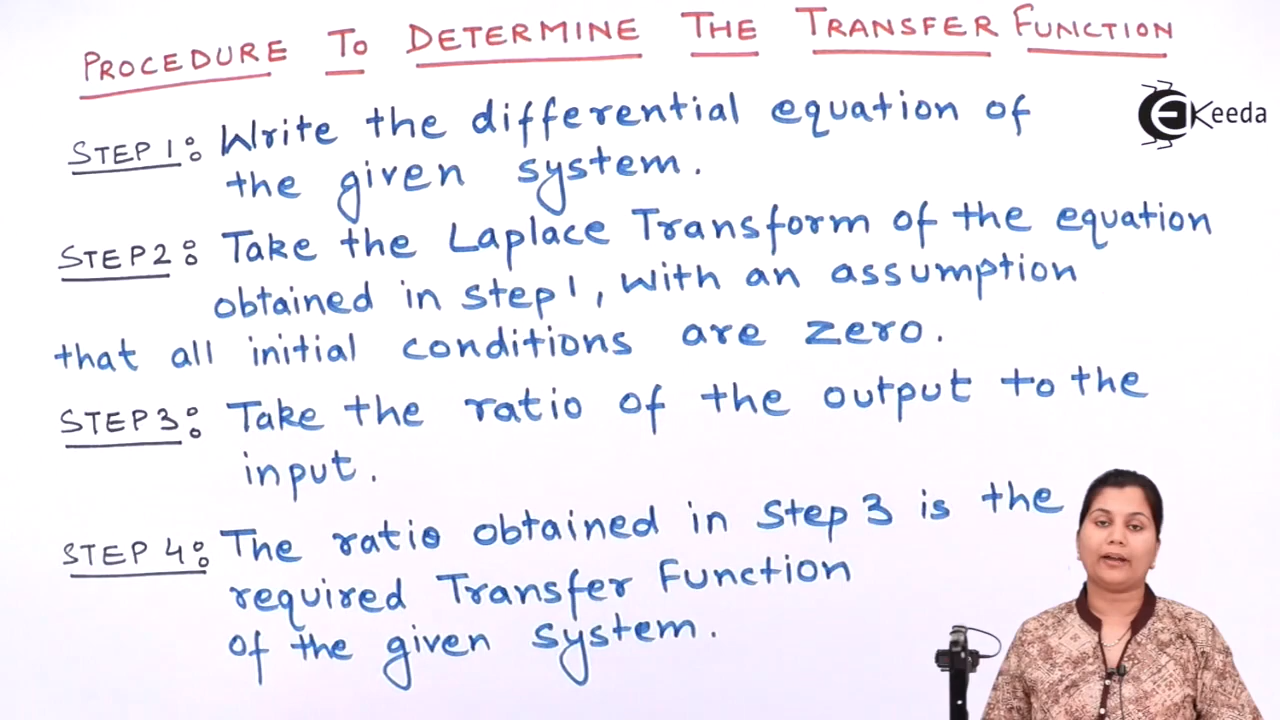 PROCEDURE TO DETERMINE THE TRANSFER FUNCTION
STEP 1: Write the differential equation of
the given system.
Keeda
STEP 2: Take the Laplace Transform of the equation
obtained in step 1, with an assumption
that all initial conditions are zero.
STEP 3: Take the ratio of the output to the
input.
STEP 4: The ratio obtained in step 3 is the
required Transfer Function
of the given system.